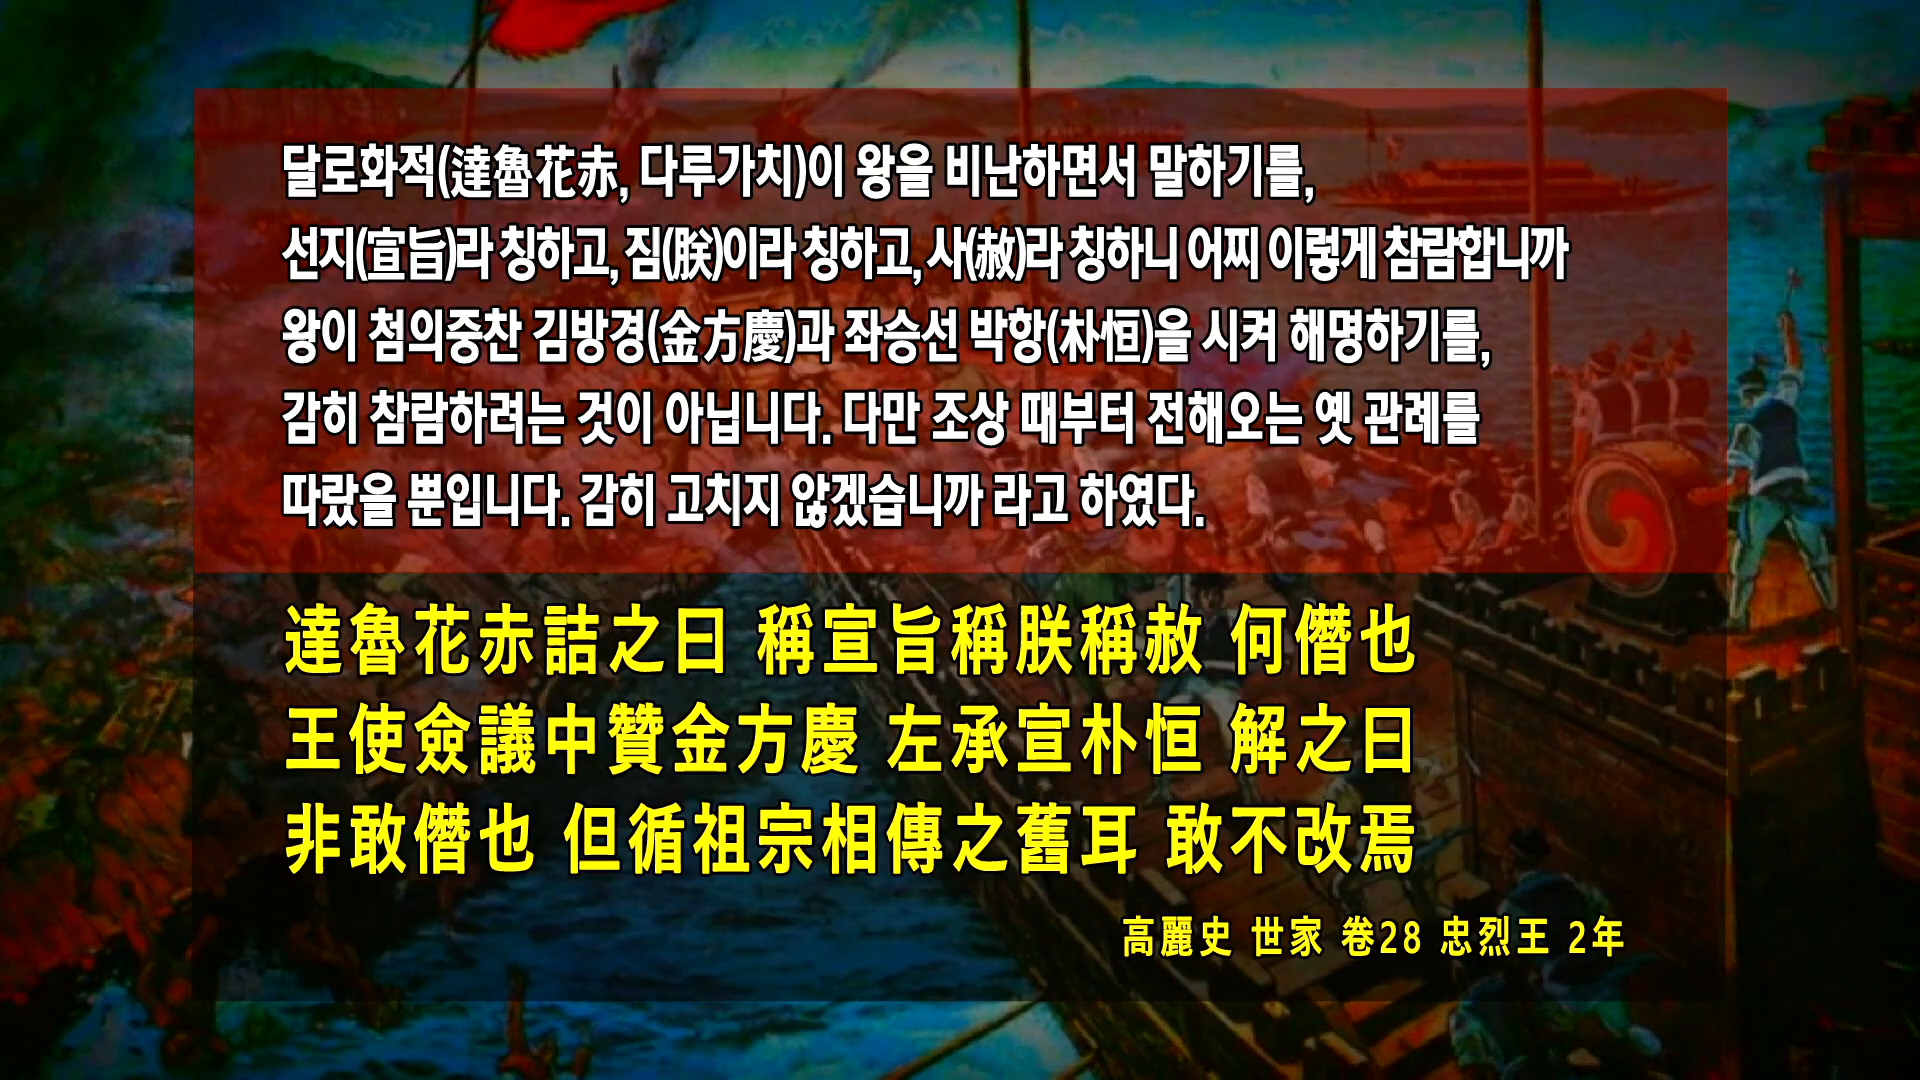 달로화적(達魯花赤, 다루가치)이 왕을 비난하면서 말하기를,
선지(宣旨)라 칭하고, 짐(朕)이라 칭하고, 사(赦)라 칭하니 어찌 이렇게 참람합니까
왕이 첨의중찬 김방경(金方慶)과 좌승선 박항(朴恒)을 시켜 해명하기를,
감히 참람하려는 것이 아닙니다. 다만 조상 때부터 전해오는 옛 관례를
따랐을 뿐입니다. 감히 고치지 않겠습니까 라고 하였다.
達魯花赤詰之曰 稱宣旨稱朕稱赦 何僭也
王使僉議中贊金方慶 左承宣朴恒 解之曰
非敢僭也 但循祖宗相傳之舊耳 敢不改焉
高麗史 世家 卷28 忠烈王 2年